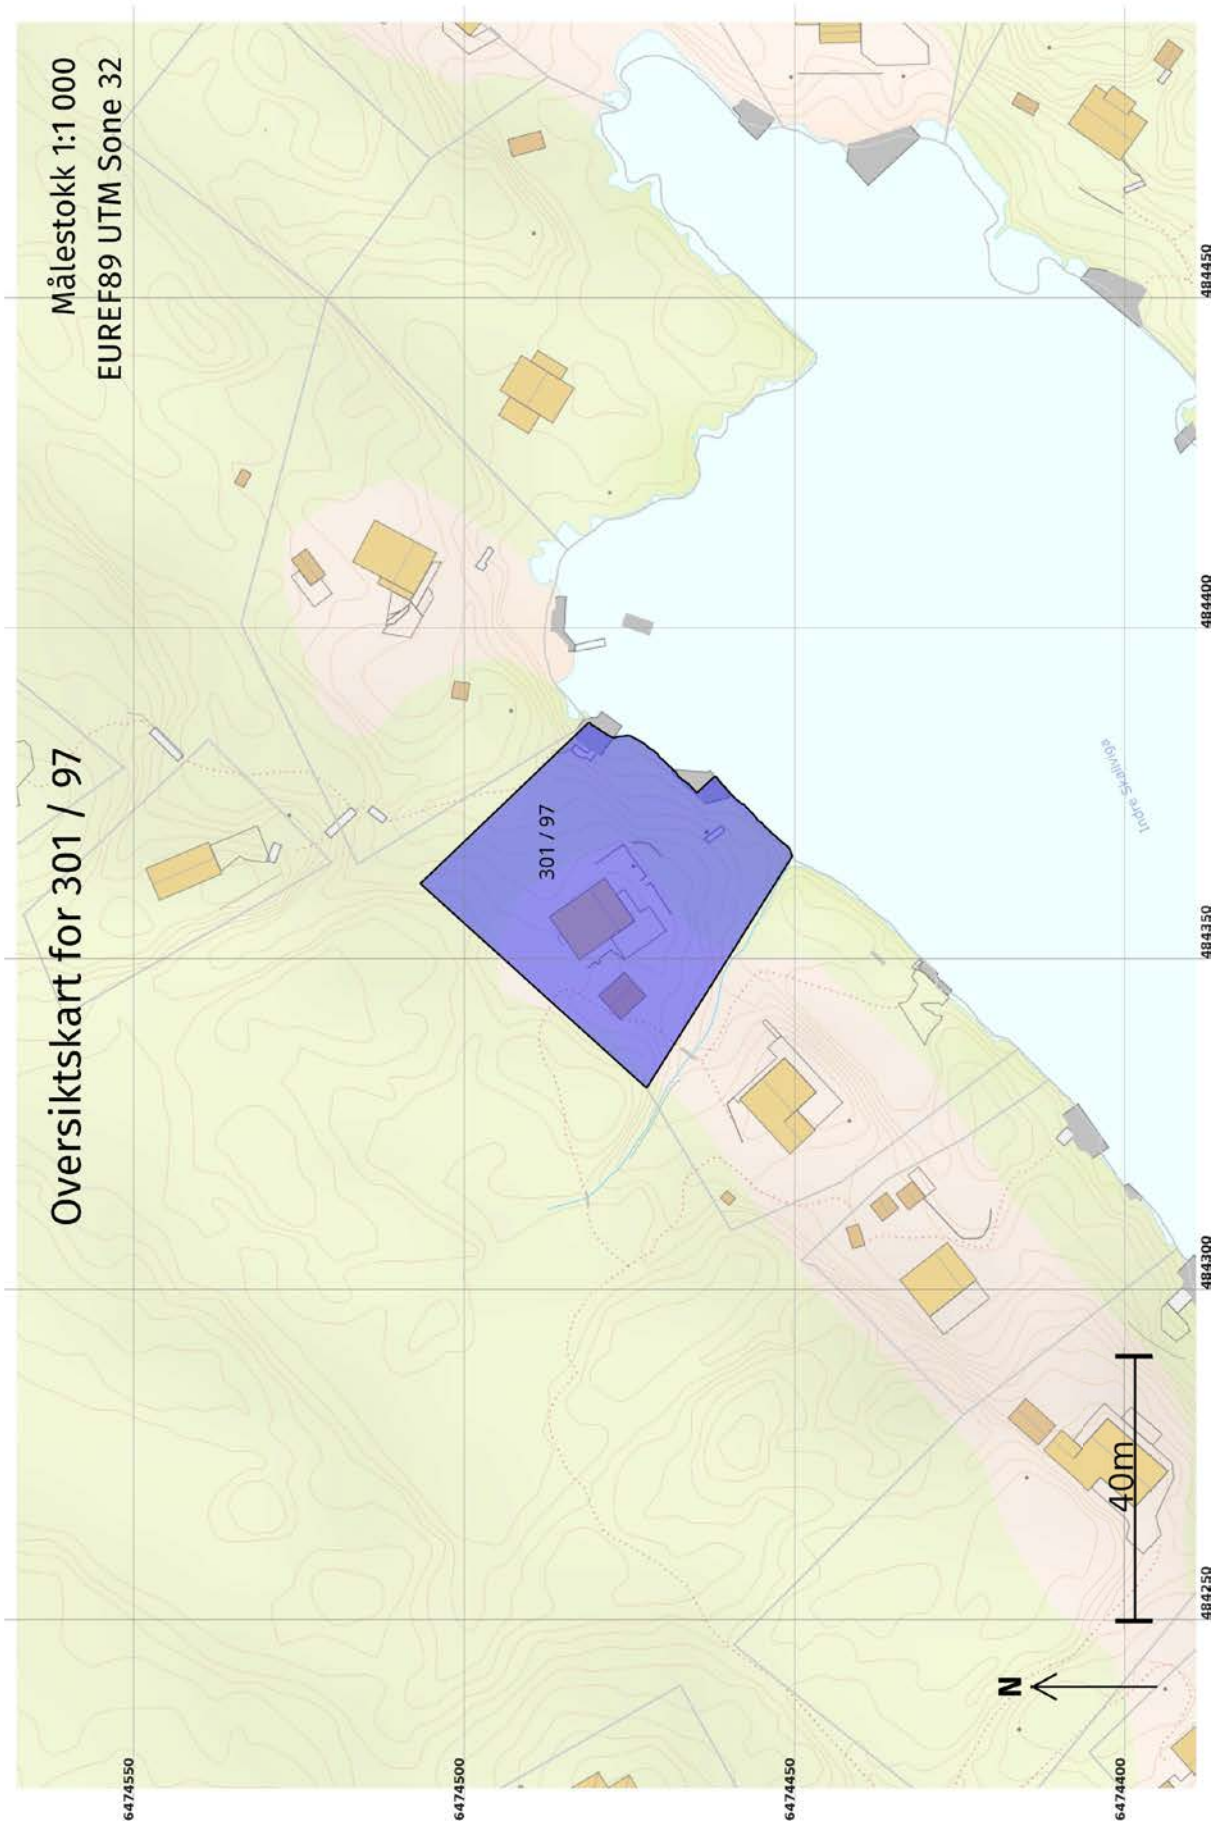 Oversiktskart for 301 / 97
Målestokk 1:1 000
EUREF89 UTM Sone 32
6474550
6474500
6474450
6474400
301 / 97
Indre Skallviga
N
40m
484250
484300
484350
484400
484450